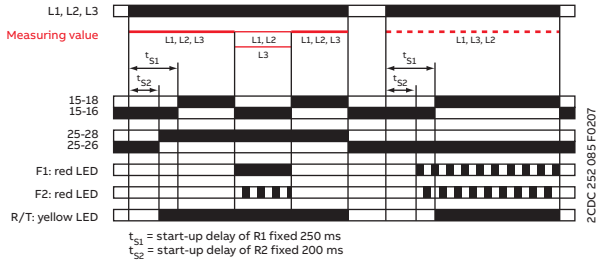 L1, L2, L3
Measuring value
L1, L2, L3
L1, L2
L3
L1, L2, L3
L1, L3, L2
tS1
tS2
tS1
tS2
15-18
15-16
25-28
25-26
F1: red LED
F2: red LED
R/T: yellow LED
tS1 = start-up delay of R1 fixed 250 ms
tS2 = start-up delay of R2 fixed 200 ms
2CDC 252 085 F0207